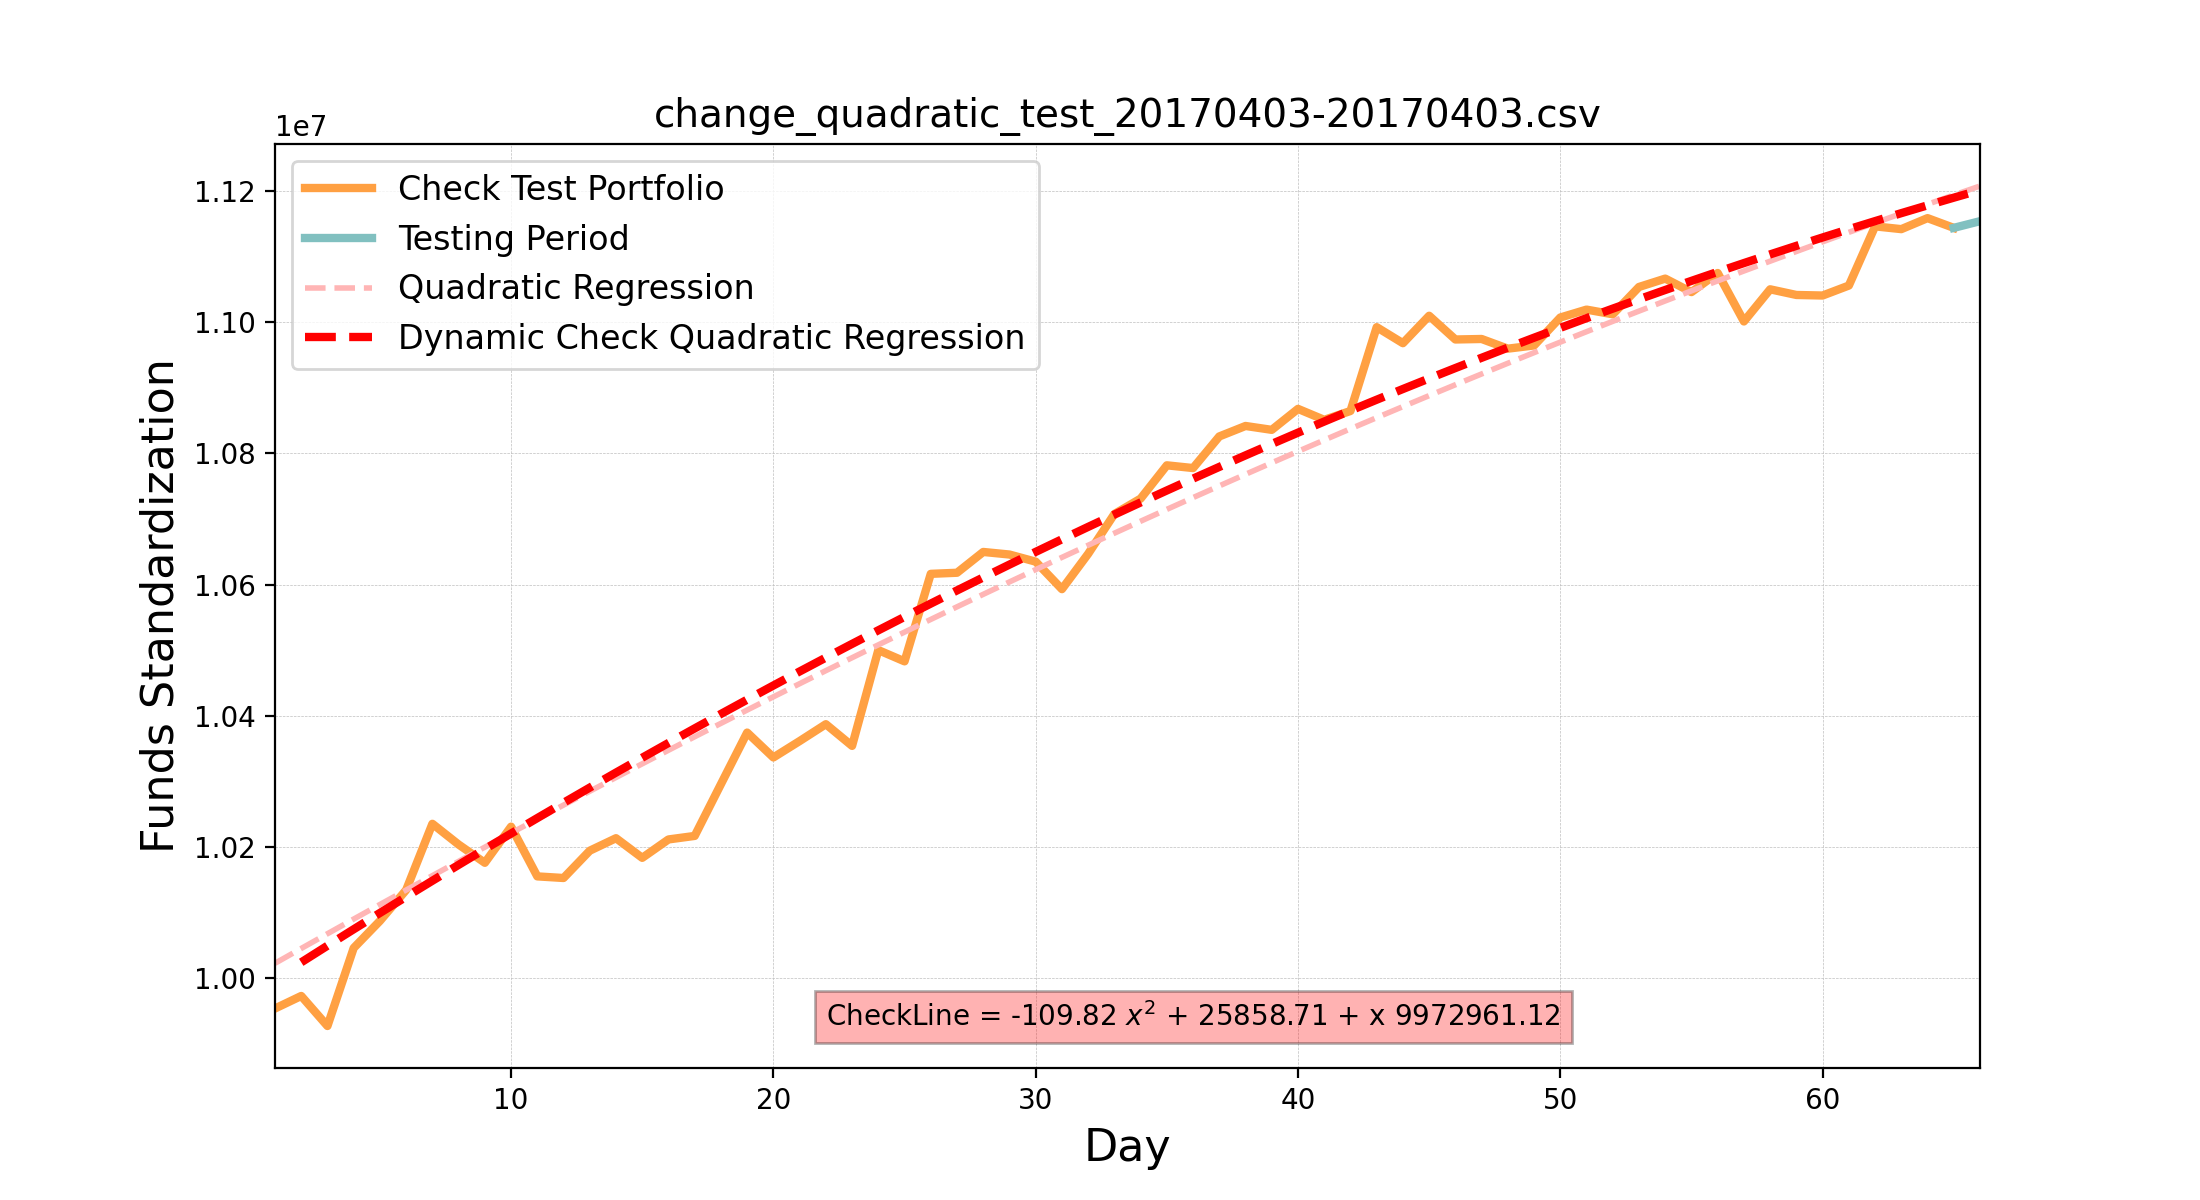 change_quadratic_test_20170403-20170403.csv
1e7
Check Test Portfolio
Testing Period
Quadratic Regression
Dynamic Check Quadratic Regression
1.12
1.10
1.08
1.06
1.04
1.02
1.00
Funds Standardization
CheckLine = -109.82 x² + 25858.71 + x 9972961.12
10 20 30 40 50 60
Day